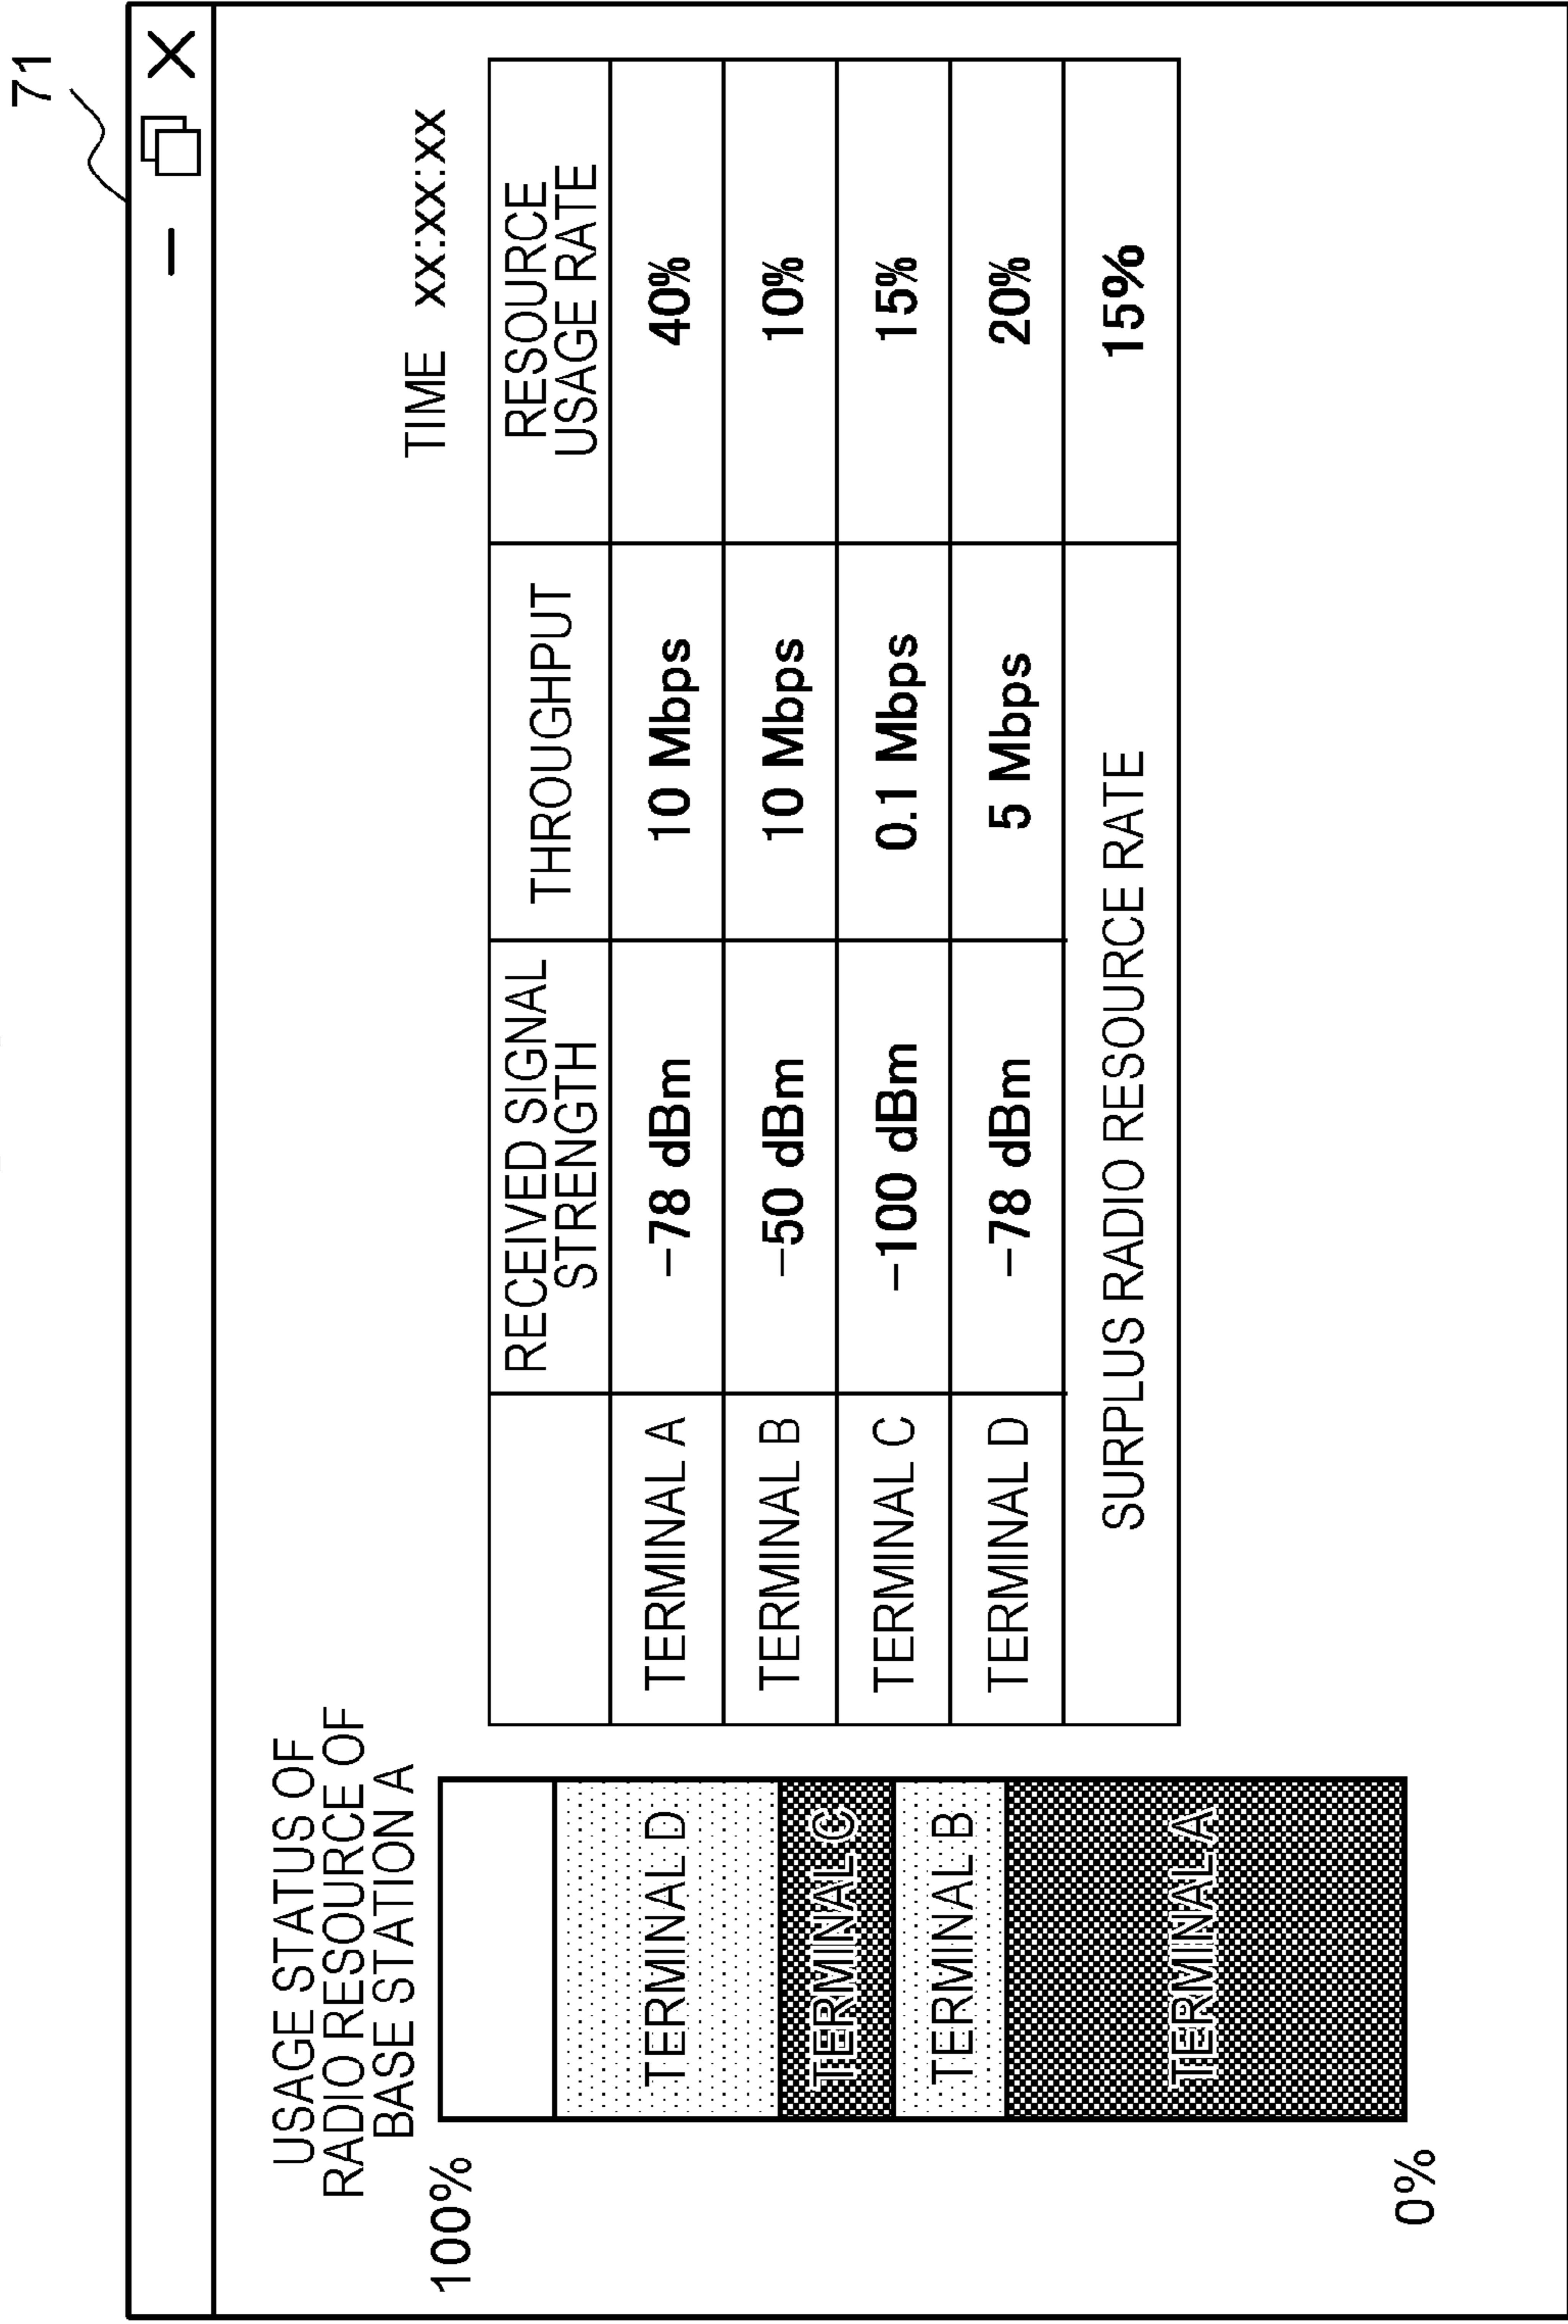 71
USAGE STATUS OF
RADIO RESOURCE OF
BASE STATION A
100%
TERMINAL D
TERMINAL C
TERMINAL B
TERMINAL A
0%
TIME xx:xx:xx
RECEIVED SIGNAL STRENGTH THROUGHPUT RESOURCE USAGE RATE
TERMINAL A −78 dBm 10 Mbps 40%
TERMINAL B −50 dBm 10 Mbps 10%
TERMINAL C −100 dBm 0.1 Mbps 15%
TERMINAL D −78 dBm 5 Mbps 20%
SURPLUS RADIO RESOURCE RATE 15%